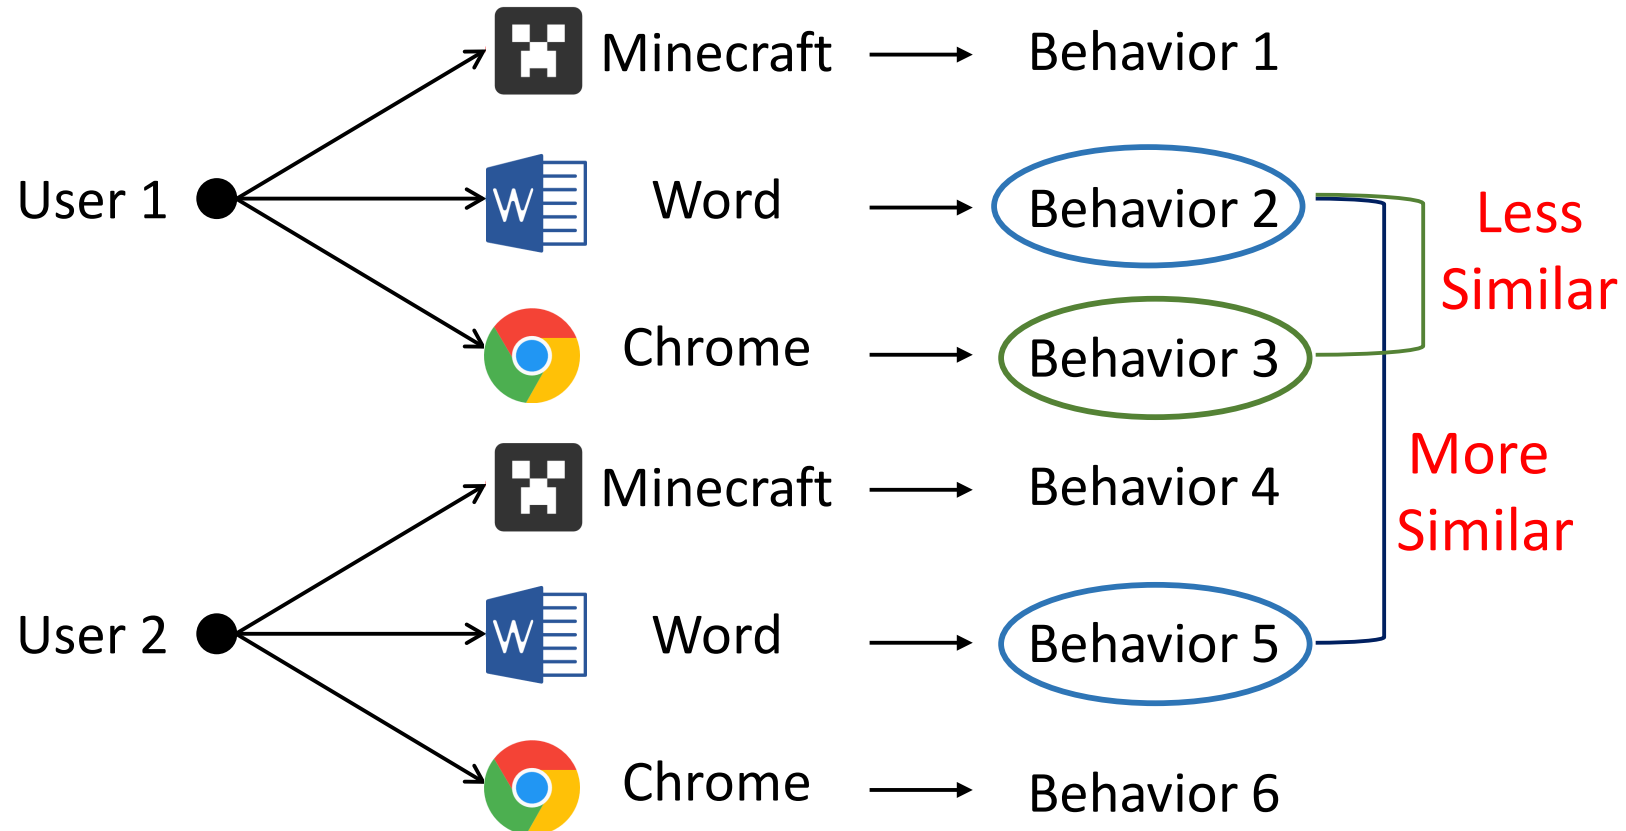 Minecraft
Behavior 1
User 1
W
Word
Behavior 2
Less
Similar
Chrome
Behavior 3
More
Similar
Minecraft
Behavior 4
User 2
W
Word
Behavior 5
Chrome
Behavior 6